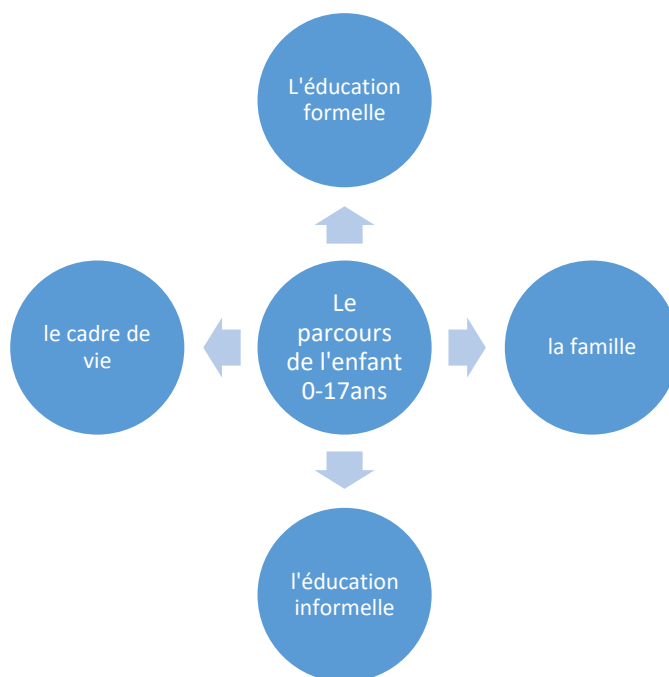 L'éducation
formelle
le cadre de
vie
Le
parcours
de l'enfant
0-17ans
la famille
l'éducation
informelle